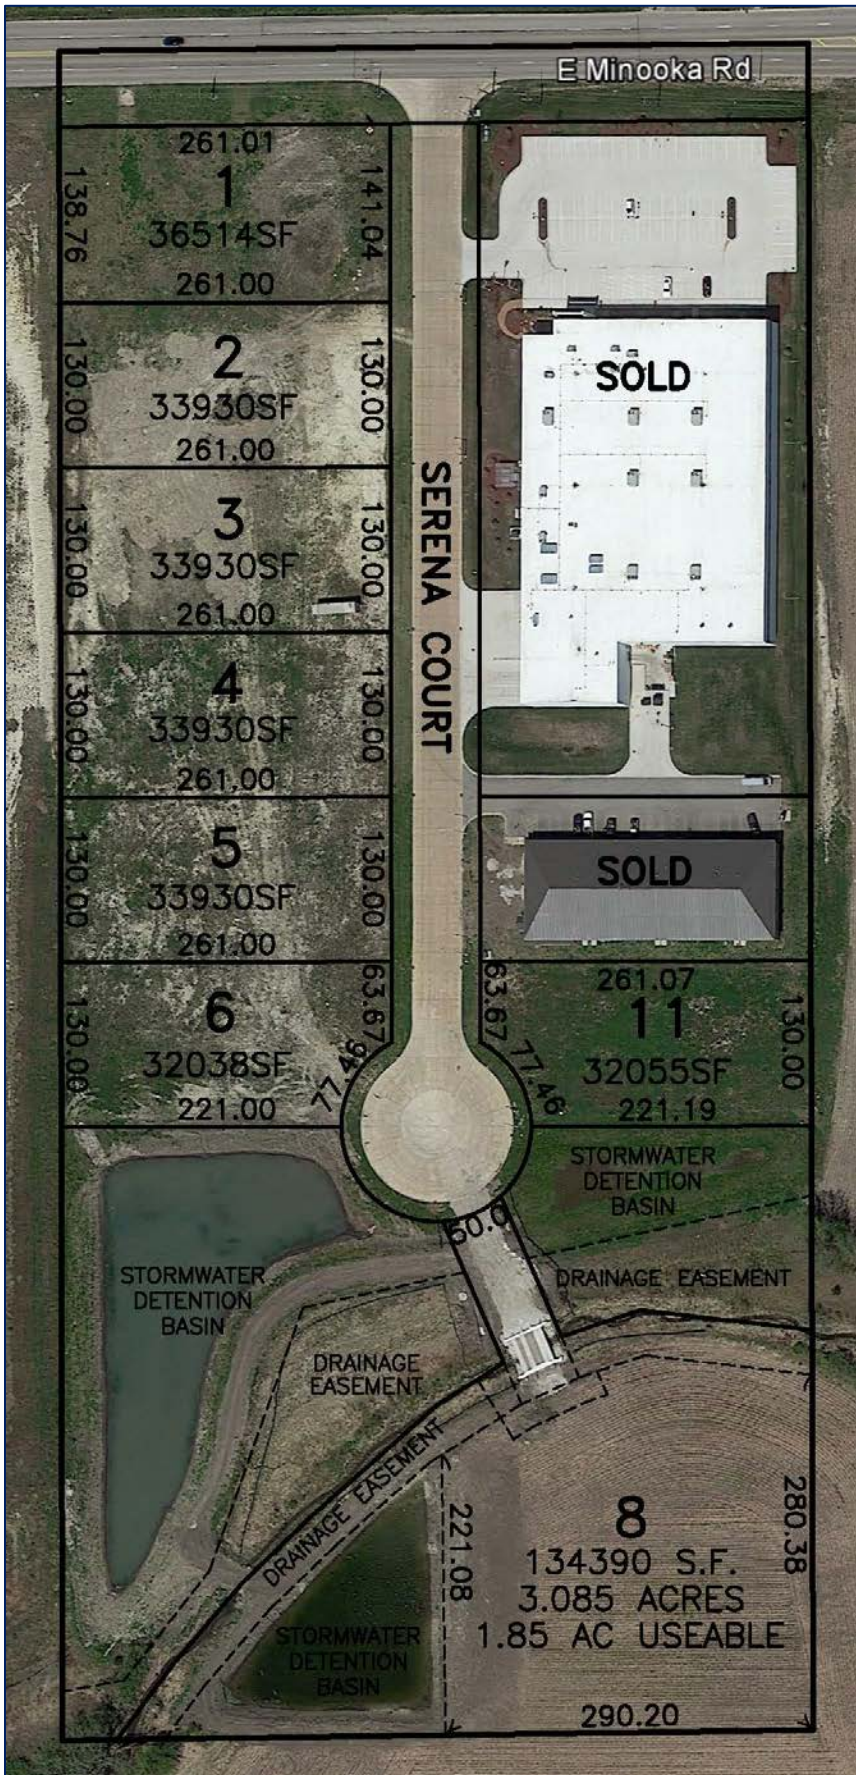 E Minooka Rd
261.01
1
36514SF
261.00
138.76
141.04
2
33930SF
261.00
130.00
130.00
SOLD
3
33930SF
261.00
130.00
130.00
SERENA COURT
4
33930SF
261.00
130.00
130.00
5
33930SF
261.00
130.00
130.00
SOLD
6
32038SF
221.00
130.00
63.67
77.46
261.07
11
32055SF
221.19
63.67
77.46
130.00
STORMWATER
DETENTION
BASIN
60.0
STORMWATER
DETENTION
BASIN
DRAINAGE EASEMENT
DRAINAGE
EASEMENT
DRAINAGE EASEMENT
8
134390 S.F.
3.085 ACRES
1.85 AC USEABLE
221.08
280.38
290.20
STORMWATER
DETENTION
BASIN